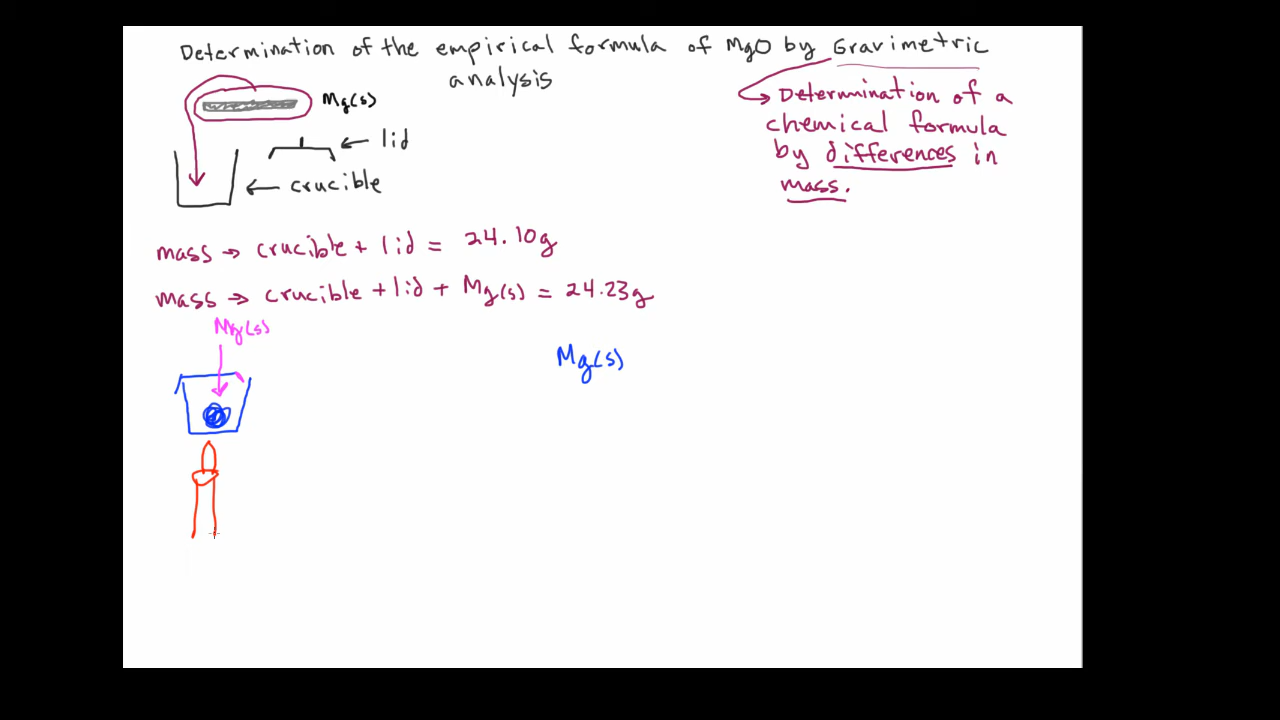 Determination of the empirical formula of MgO by Gravimetric
analysis
Mg(s)
lid
crucible
Determination of a
chemical formula
by differences in
mass.
mass → crucible + lid = 24.10g
mass → crucible + lid + Mg(s) = 24.23g
Mg(s)
Mg(s)